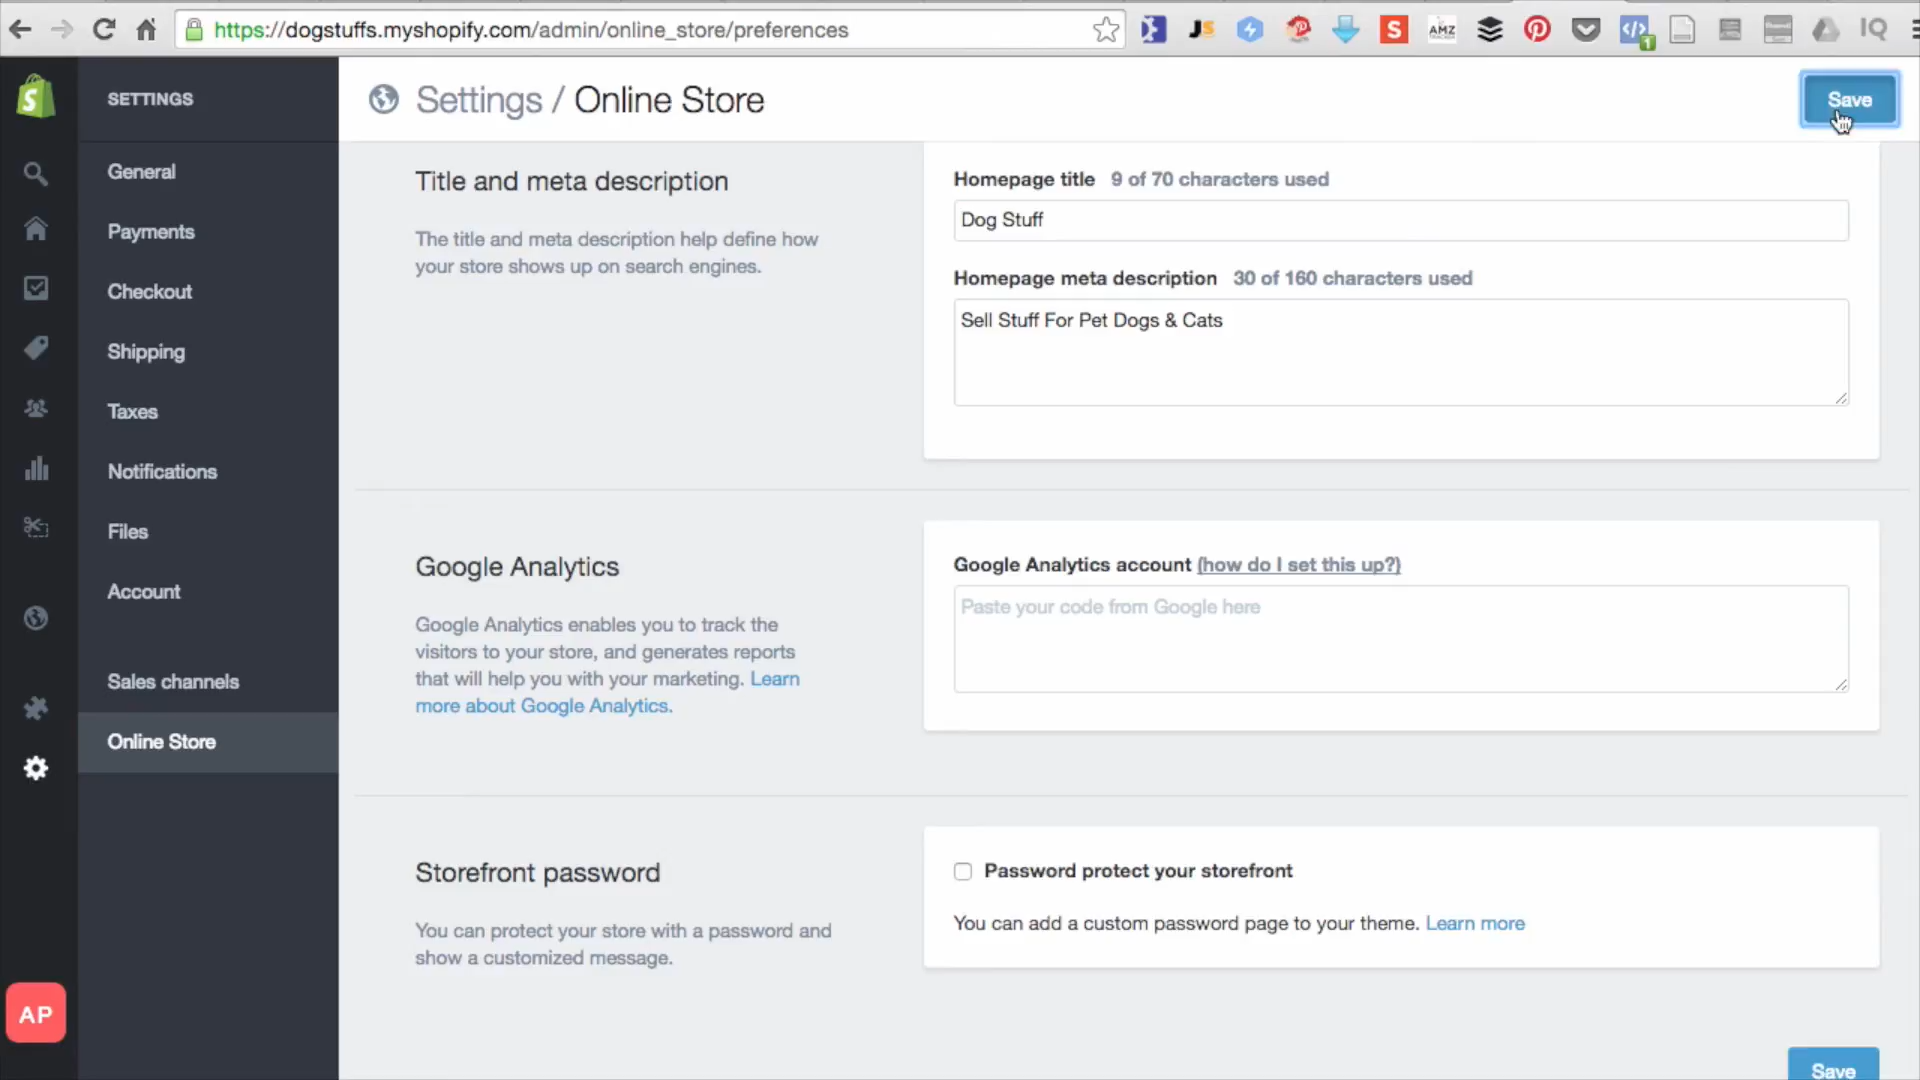 https://dogstuffs.myshopify.com/admin/online_store/preferences
JS
S
AMZ
</>
1
IQ
S
SETTINGS
Settings / Online Store
Save
General
Payments
Checkout
Shipping
Taxes
Notifications
Files
Account
Sales channels
Online Store
AP
Title and meta description
The title and meta description help define how
your store shows up on search engines.
Homepage title 9 of 70 characters used
Dog Stuff
Homepage meta description 30 of 160 characters used
Sell Stuff For Pet Dogs & Cats
Google Analytics
Google Analytics enables you to track the
visitors to your store, and generates reports
that will help you with your marketing. Learn
more about Google Analytics.
Google Analytics account (how do I set this up?)
Paste your code from Google here
Storefront password
You can protect your store with a password and
show a customized message.
Password protect your storefront
You can add a custom password page to your theme. Learn more
Save